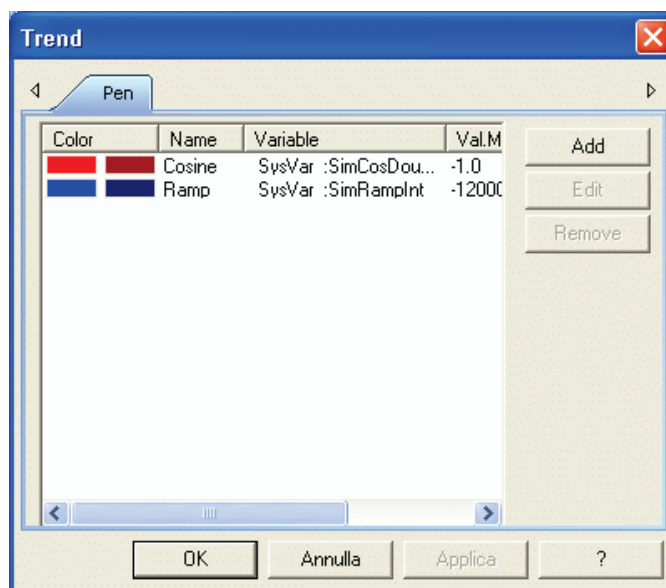 Trend
Pen
Color Name Variable Val.M
Cosine SysVar :SimCosDou... -1.0
Ramp SysVar :SimRampInt -12000
Add
Edit
Remove
OK Annulla Applica ?